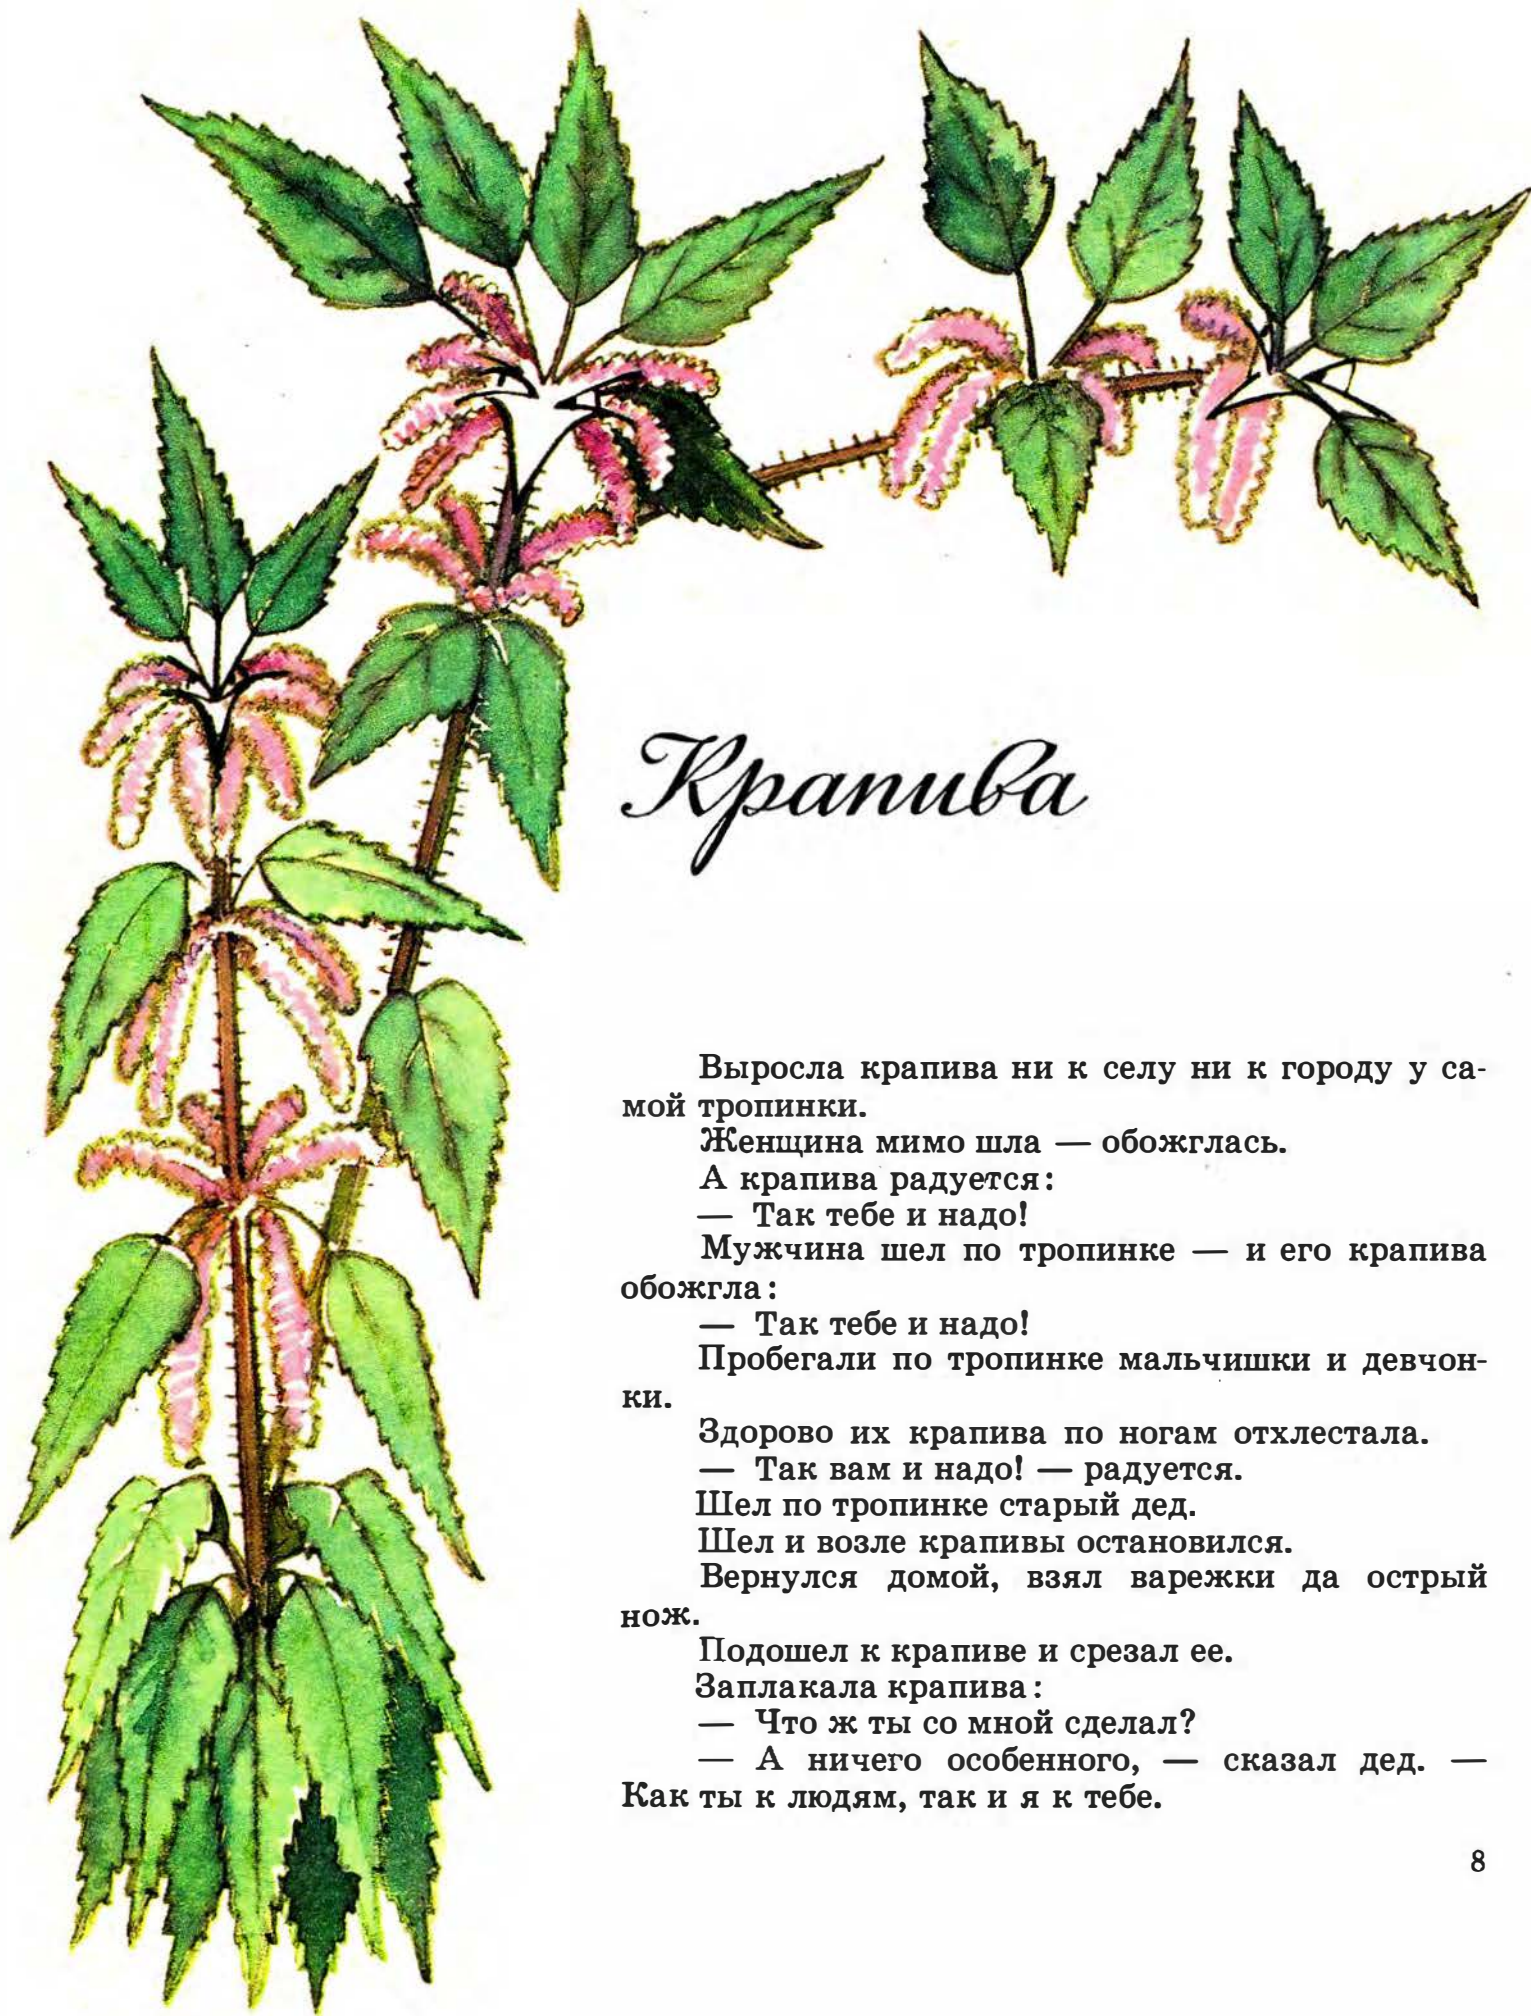 Крапива
Выросла крапива ни к селу ни к городу у са-
мой тропинки.
Женщина мимо шла — обожглась.
А крапива радуется:
— Так тебе и надо!
Мужчина шел по тропинке — и его крапива
обожгла:
— Так тебе и надо!
Пробегали по тропинке мальчишки и девчон-
ки.
Здорово их крапива по ногам отхлестала.
— Так вам и надо! — радуется.
Шел по тропинке старый дед.
Шел и возле крапивы остановился.
Вернулся домой, взял варежки да острый
нож.
Подошел к крапиве и срезал ее.
Заплакала крапива:
— Что ж ты со мной сделал?
— А ничего особенного, — сказал дед. —
Как ты к людям, так и я к тебе.
8